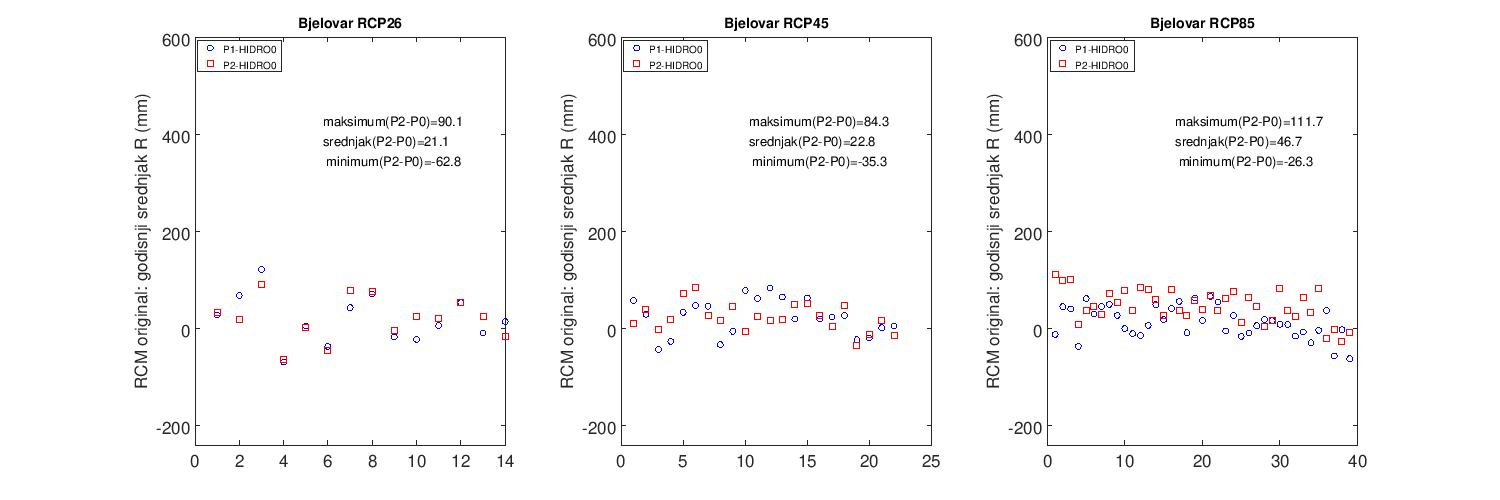 Bjelovar RCP26
P1-HIDRO0
P2-HIDRO0
maksimum(P2-P0)=90.1
srednjak(P2-P0)=21.1
minimum(P2-P0)=-62.8
RCM original: godisnji srednjak R (mm)
600
400
200
0
-200
0 2 4 6 8 10 12 14
Bjelovar RCP45
P1-HIDRO0
P2-HIDRO0
maksimum(P2-P0)=84.3
srednjak(P2-P0)=22.8
minimum(P2-P0)=-35.3
RCM original: godisnji srednjak R (mm)
600
400
200
0
-200
0 5 10 15 20 25
Bjelovar RCP85
P1-HIDRO0
P2-HIDRO0
maksimum(P2-P0)=111.7
srednjak(P2-P0)=46.7
minimum(P2-P0)=-26.3
RCM original: godisnji srednjak R (mm)
600
400
200
0
-200
0 10 20 30 40